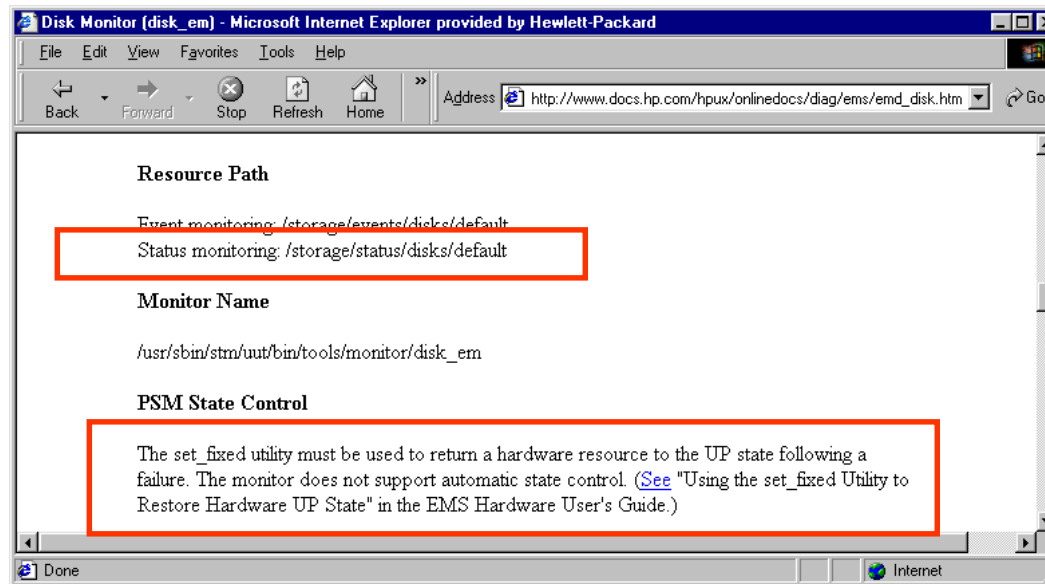 Disk Monitor (disk_em) - Microsoft Internet Explorer provided by Hewlett-Packard
File Edit View Favorites Tools Help
Back Forward Stop Refresh Home » Address http://www.docs.hp.com/hpux/onlinedocs/diag/ems/emd_disk.htm Go
Resource Path
Event monitoring: /storage/events/disks/default
Status monitoring: /storage/status/disks/default
Monitor Name
/usr/sbin/stm/uut/bin/tools/monitor/disk_em
PSM State Control
The set_fixed utility must be used to return a hardware resource to the UP state following a
failure. The monitor does not support automatic state control. (See "Using the set_fixed Utility to
Restore Hardware UP State" in the EMS Hardware User's Guide.)
Done Internet